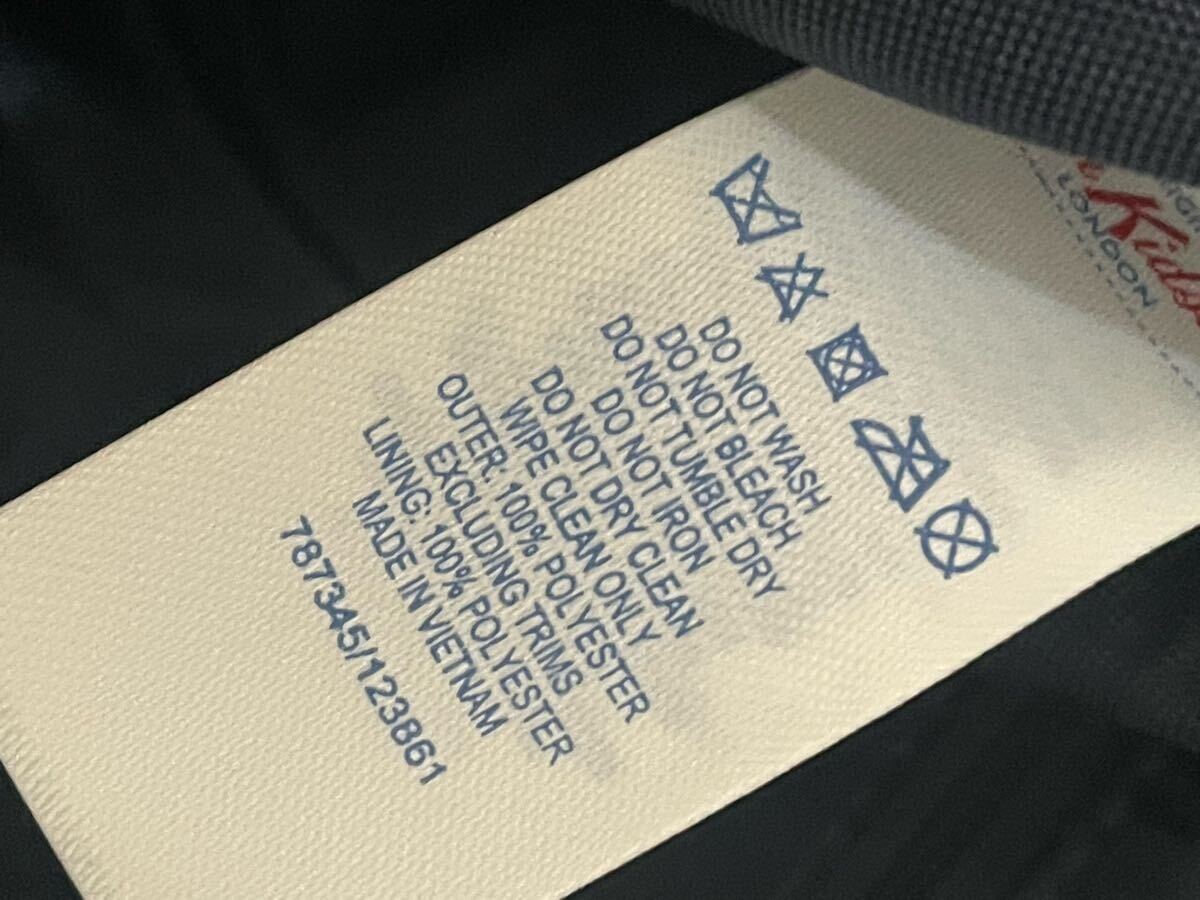 DO NOT WASH
DO NOT BLEACH
DO NOT TUMBLE DRY
DO NOT IRON
DO NOT DRY CLEAN
WIPE CLEAN ONLY
OUTER: 100% POLYESTER
EXCLUDING TRIMS
LINING: 100% POLYESTER
MADE IN VIETNAM
787345/123861
Kids
LONDON